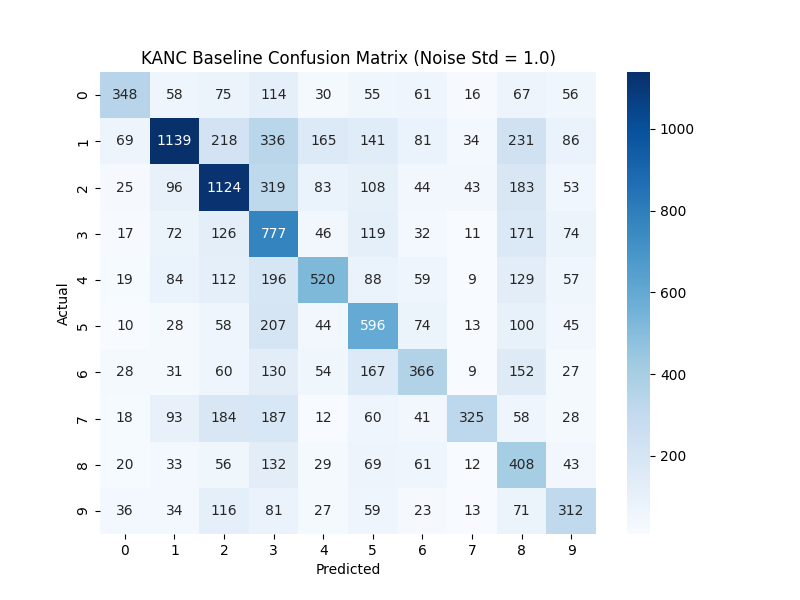 KANC Baseline Confusion Matrix (Noise Std = 1.0)
0 348 58 75 114 30 55 61 16 67 56
1 69 1139 218 336 165 141 81 34 231 86
2 25 96 1124 319 83 108 44 43 183 53
3 17 72 126 777 46 119 32 11 171 74
4 19 84 112 196 520 88 59 9 129 57
5 10 28 58 207 44 596 74 13 100 45
6 28 31 60 130 54 167 366 9 152 27
7 18 93 184 187 12 60 41 325 58 28
8 20 33 56 132 29 69 61 12 408 43
9 36 34 116 81 27 59 23 13 71 312
0 1 2 3 4 5 6 7 8 9
Predicted
Actual
1000
800
600
400
200